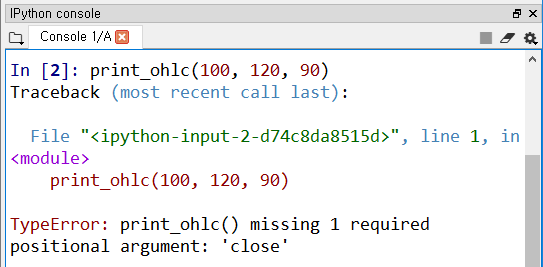 IPython console
Console 1/A
In [2]: print_ohlc(100, 120, 90)
Traceback (most recent call last):
File "<ipython-input-2-d74c8da8515d>", line 1, in
<module>
print_ohlc(100, 120, 90)
TypeError: print_ohlc() missing 1 required
positional argument: 'close'